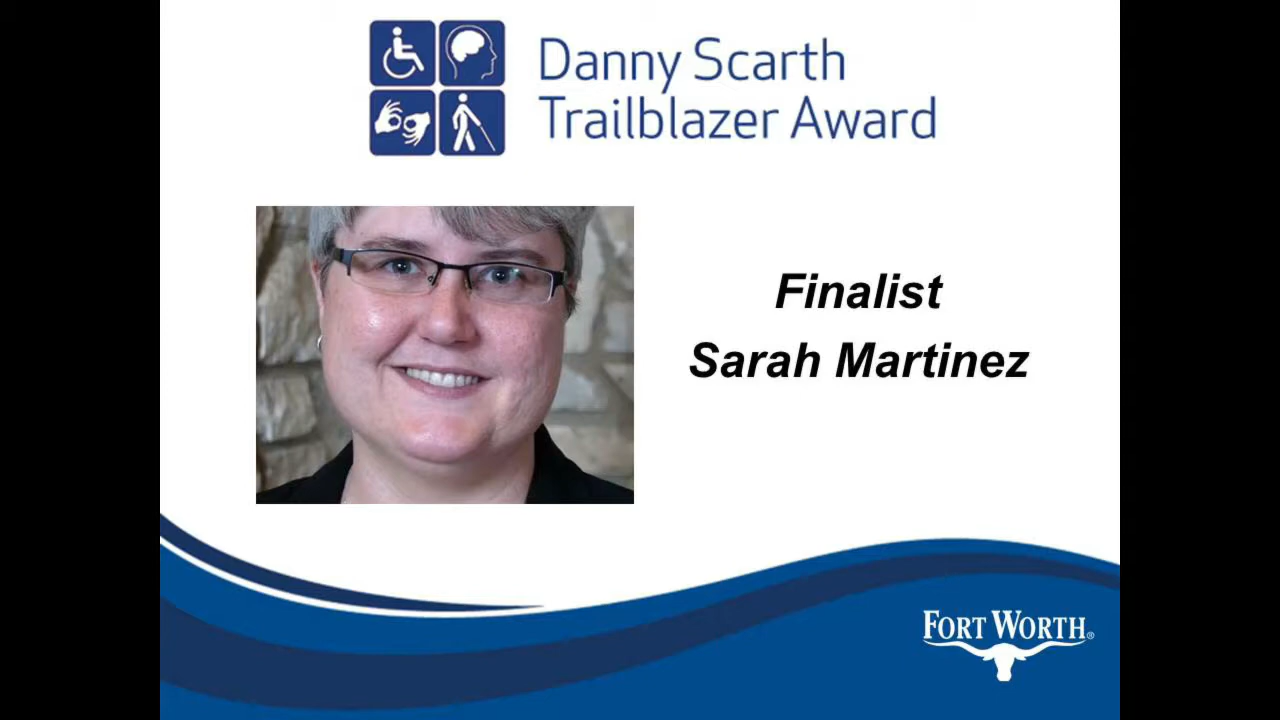 Danny Scarth
Trailblazer Award
Finalist
Sarah Martinez
FORT WORTH®